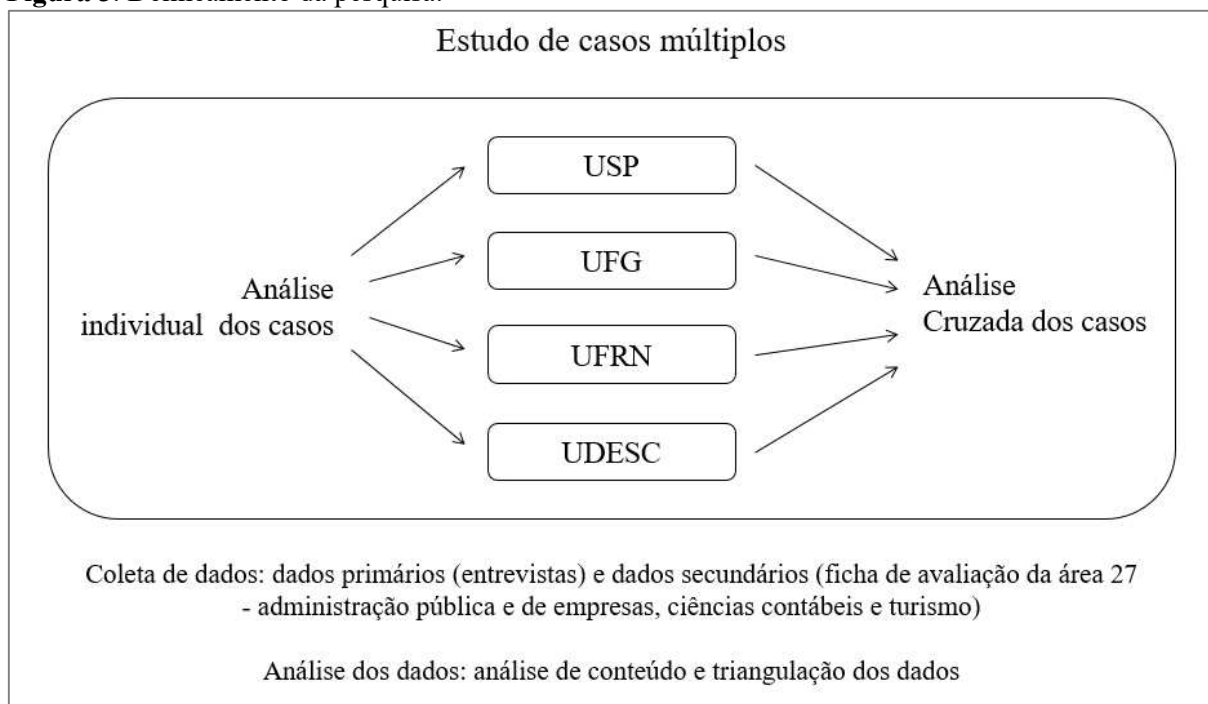 Figura Delineamento da pesquisa.
Estudo de casos múltiplos
Análise
individual dos casos
USP
UFG
UFRN
UDESC
Análise
Cruzada dos casos
Coleta de dados: dados primários (entrevistas) e dados secundários (ficha de avaliação da área 27
- administração pública e de empresas, ciências contábeis e turismo)
Análise dos dados: análise de conteúdo e triangulação dos dados